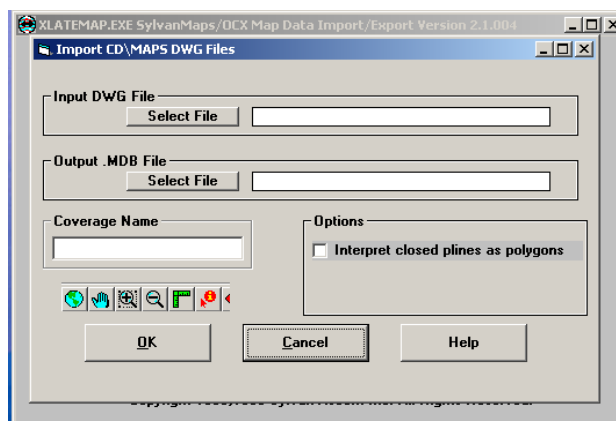 XLATEMAP.EXE SylvanMaps/OCX Map Data Import/Export Version 2.1.004
Import CD\MAPS DWG Files
Input DWG File
Select File
Output .MDB File
Select File
Coverage Name
Options
Interpret closed plines as polygons
OK
Cancel
Help